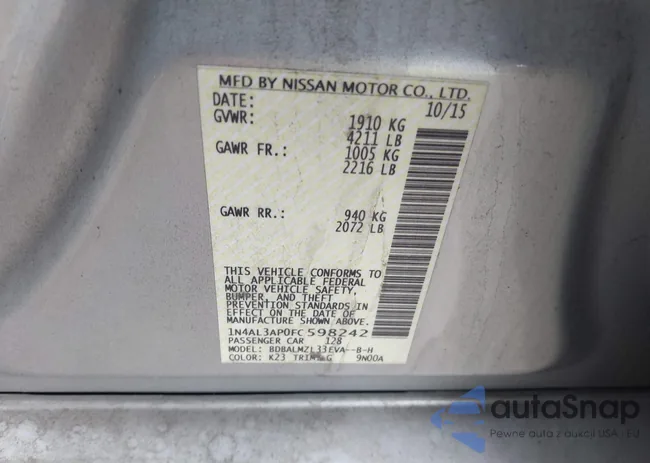 MFD BY NISSAN MOTOR CO., LTD.
DATE: 10/15
GVWR: 1910 KG
4211 LB
GAWR FR.: 1005 KG
2216 LB
GAWR RR.: 940 KG
2072 LB
THIS VEHICLE CONFORMS TO
ALL APPLICABLE FEDERAL
MOTOR VEHICLE SAFETY,
BUMPER, AND THEFT
PREVENTION STANDARDS
IN EFFECT ON THE DATE OF
MANUFACTURE SHOWN ABOVE.
1N4AL3AP0FC598242
PASSENGER CAR 128
MODEL: BDBALMZL33EVA--B-H
COLOR: K23 TRIM: G 9N00A
autoSnap
Pewne auta z aukcji USA i EU